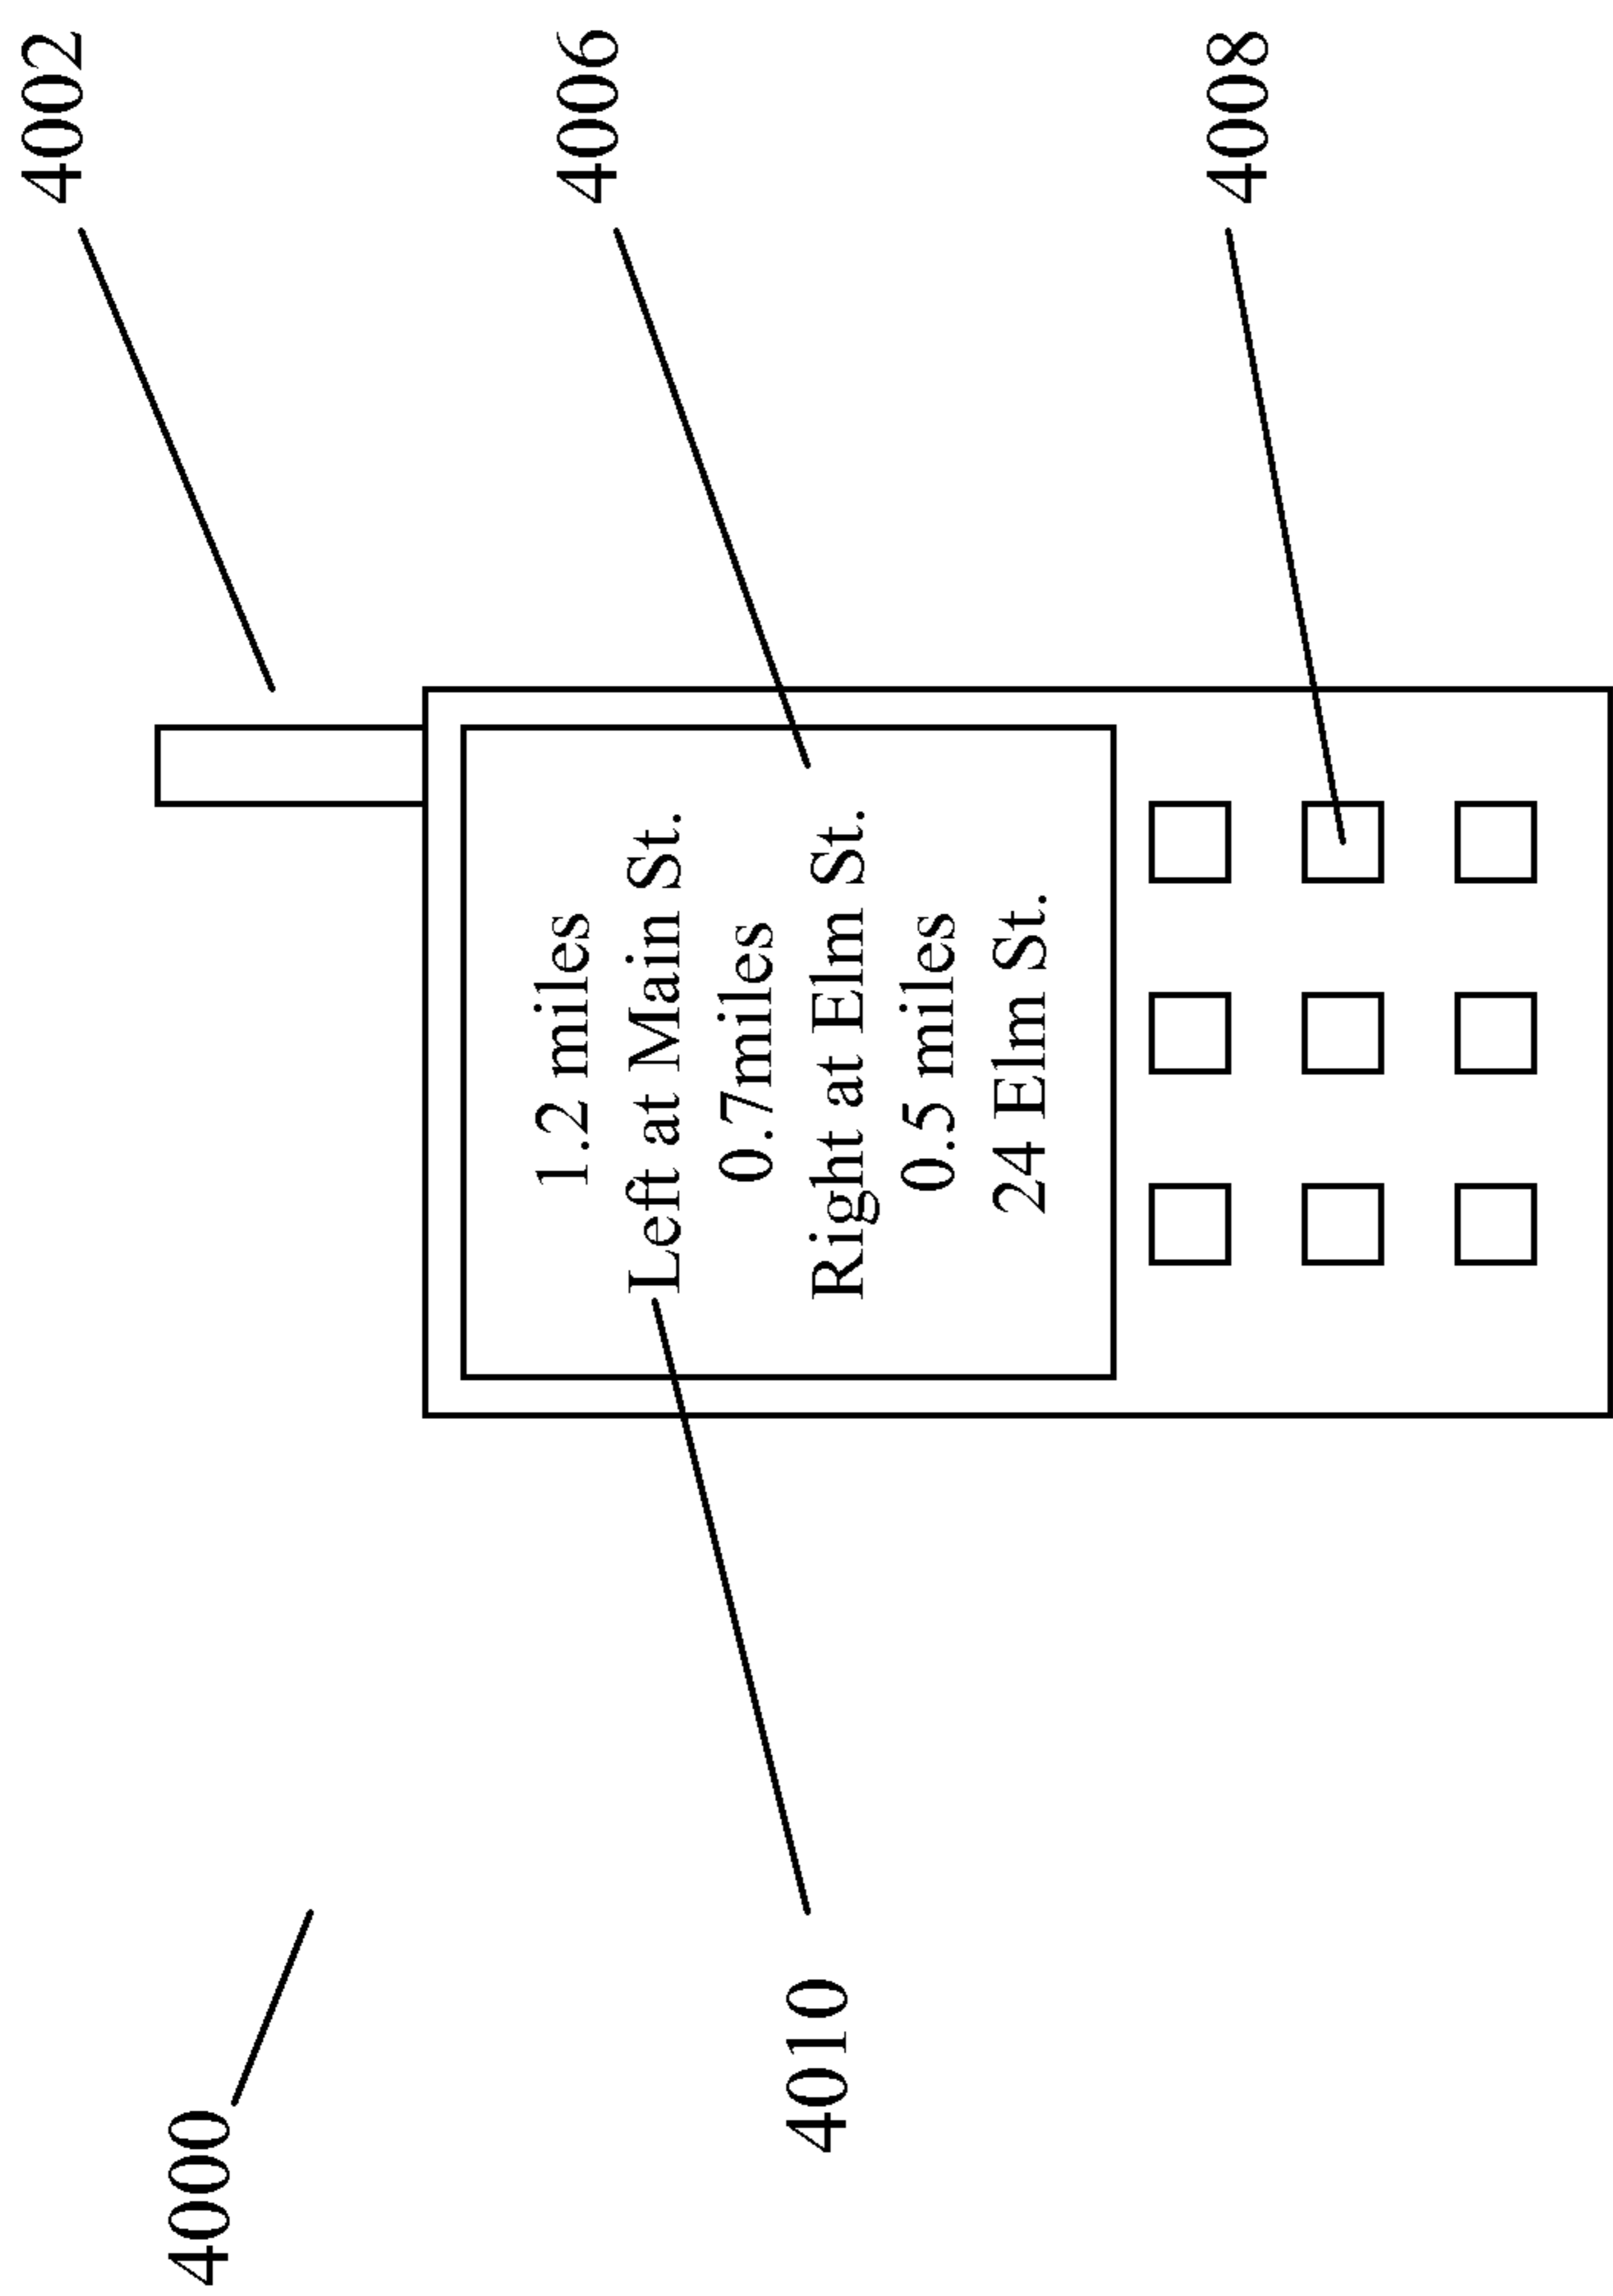 4002
4000
4006
1.2 miles
Left at Main St.
0.7miles
Right at Elm St.
0.5 miles
24 Elm St.
4010
4008